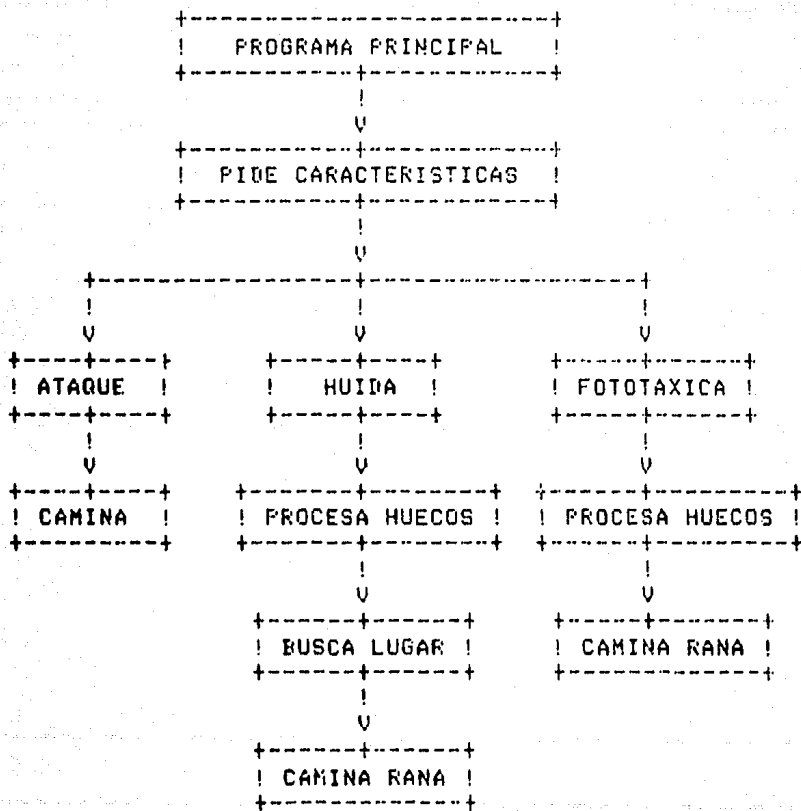 PROGRAMA PRINCIPAL
PIDE CARACTERISTICAS
ATAQUE HUIDA FOTOTAXICA
CAMINA PROCESA HUECOS PROCESA HUECOS
BUSCA LUGAR CAMINA RANA
CAMINA RANA